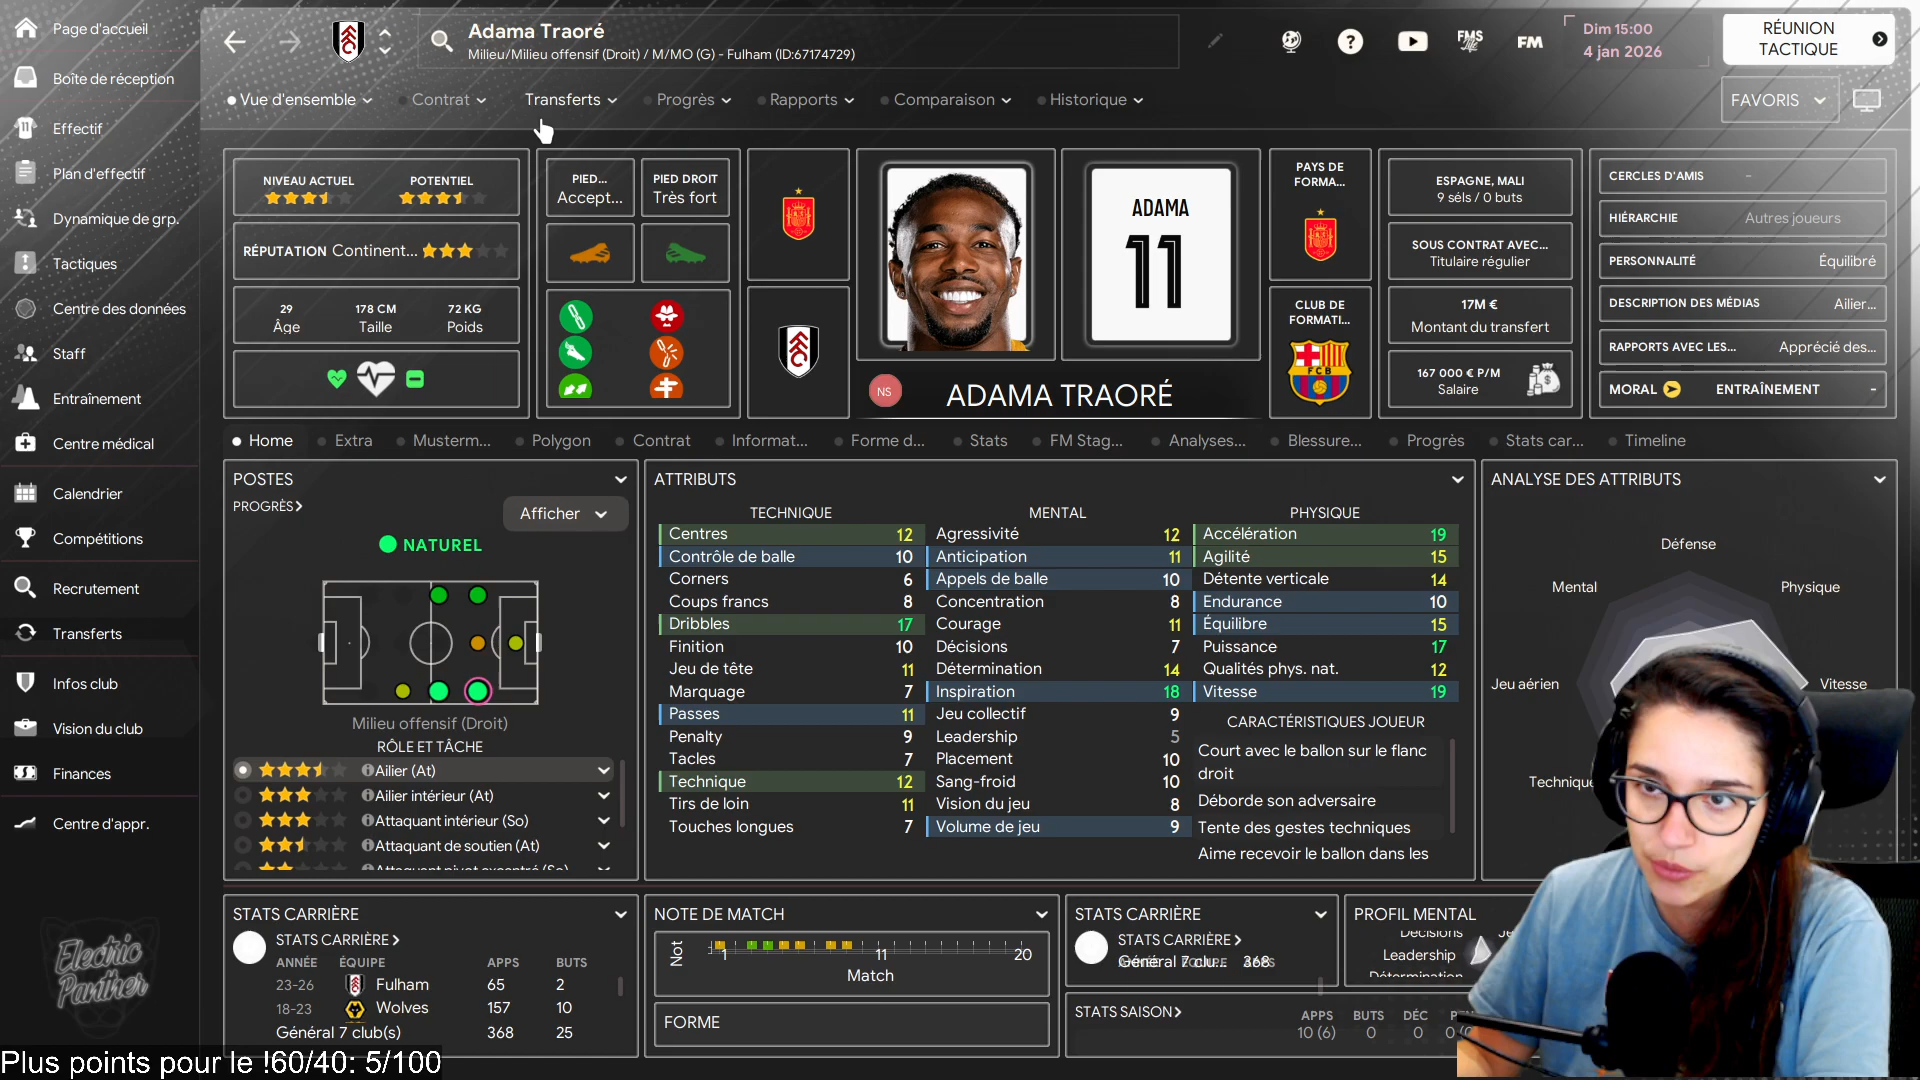 Page d'accueil
Boîte de réception
Effectif
Plan d'effectif
Dynamique de grp.
Tactiques
Centre des données
Staff
Entraînement
Centre médical
Calendrier
Compétitions
Recrutement
Transferts
Infos club
Vision du club
Finances
Centre d'appr.
Electric Panther
Adama Traoré
Milieu/Milieu offensif (Droit) / M/MO (G) - Fulham (ID:67174729)
FMS Life
FM
Dim 15:00
4 jan 2026
RÉUNION TACTIQUE
Vue d'ensemble
Contrat
Transferts
Progrès
Rapports
Comparaison
Historique
FAVORIS
NIVEAU ACTUEL
POTENTIEL
RÉPUTATION Continent...
29 178 CM 72 KG
Âge Taille Poids
PIED... PIED DROIT
Accept... Très fort
NS
ADAMA TRAORÉ
ADAMA
11
PAYS DE FORMA...
CLUB DE FORMATI...
FCB
ESPAGNE, MALI
9 séls / 0 buts
SOUS CONTRAT AVEC...
Titulaire régulier
17M €
Montant du transfert
167 000 € P/M
Salaire
CERCLES D'AMIS -
HIÉRARCHIE Autres joueurs
PERSONNALITÉ Équilibré
DESCRIPTION DES MÉDIAS Ailier...
RAPPORTS AVEC LES... Apprécié des...
MORAL ENTRAÎNEMENT -
Home
Extra
Musterm...
Polygon
Contrat
Informat...
Forme d...
Stats
FM Stag...
Analyses...
Blessure...
Progrès
Stats car...
Timeline
POSTES
PROGRÈS
Afficher
NATUREL
Milieu offensif (Droit)
RÔLE ET TÂCHE
Ailier (At)
Ailier intérieur (At)
Attaquant intérieur (So)
Attaquant de soutien (At)
Attaquant pivot excentré (So)
ATTRIBUTS
TECHNIQUE
Centres 12
Contrôle de balle 10
Corners 6
Coups francs 8
Dribbles 17
Finition 10
Jeu de tête 11
Marquage 7
Passes 11
Penalty 9
Tacles 7
Technique 12
Tirs de loin 11
Touches longues 7
MENTAL
Agressivité 12
Anticipation 11
Appels de balle 10
Concentration 8
Courage 11
Décisions 7
Détermination 14
Inspiration 18
Jeu collectif 9
Leadership 5
Placement 10
Sang-froid 10
Vision du jeu 8
Volume de jeu 9
PHYSIQUE
Accélération 19
Agilité 15
Détente verticale 14
Endurance 10
Équilibre 15
Puissance 17
Qualités phys. nat. 12
Vitesse 19
CARACTÉRISTIQUES JOUEUR
Court avec le ballon sur le flanc
droit
Déborde son adversaire
Tente des gestes techniques
Aime recevoir le ballon dans les
ANALYSE DES ATTRIBUTS
Défense
Mental
Physique
Jeu aérien
Vitesse
Technique
STATS CARRIÈRE
STATS CARRIÈRE
ANNÉE ÉQUIPE APPS BUTS
23-26 Fulham 65 2
18-23 Wolves 157 10
Général 7 club(s) 368 25
NOTE DE MATCH
Not
1 11 20
Match
FORME
STATS CARRIÈRE
STATS CARRIÈRE
Général 7 clu... 368
STATS SAISON
APPS BUTS DÉC
10 (6) 0 0
PROFIL MENTAL
Décisions
Leadership
Détermination
Plus points pour le !60/40: 5/100